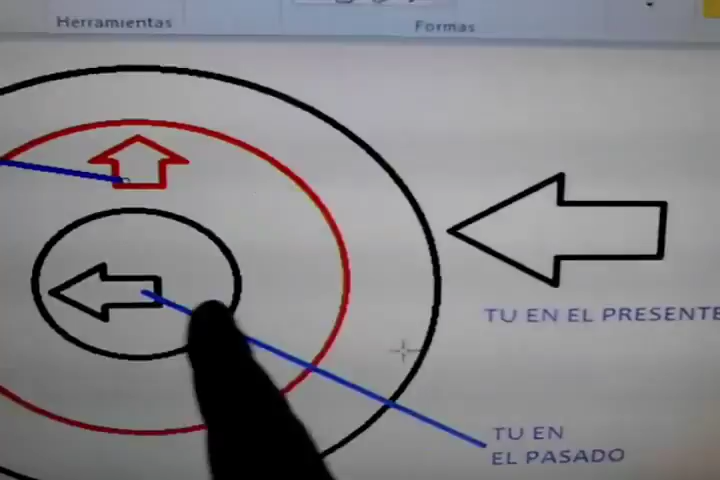 Herramientas
Formas
TU EN EL PRESENTE
TU EN
EL PASADO